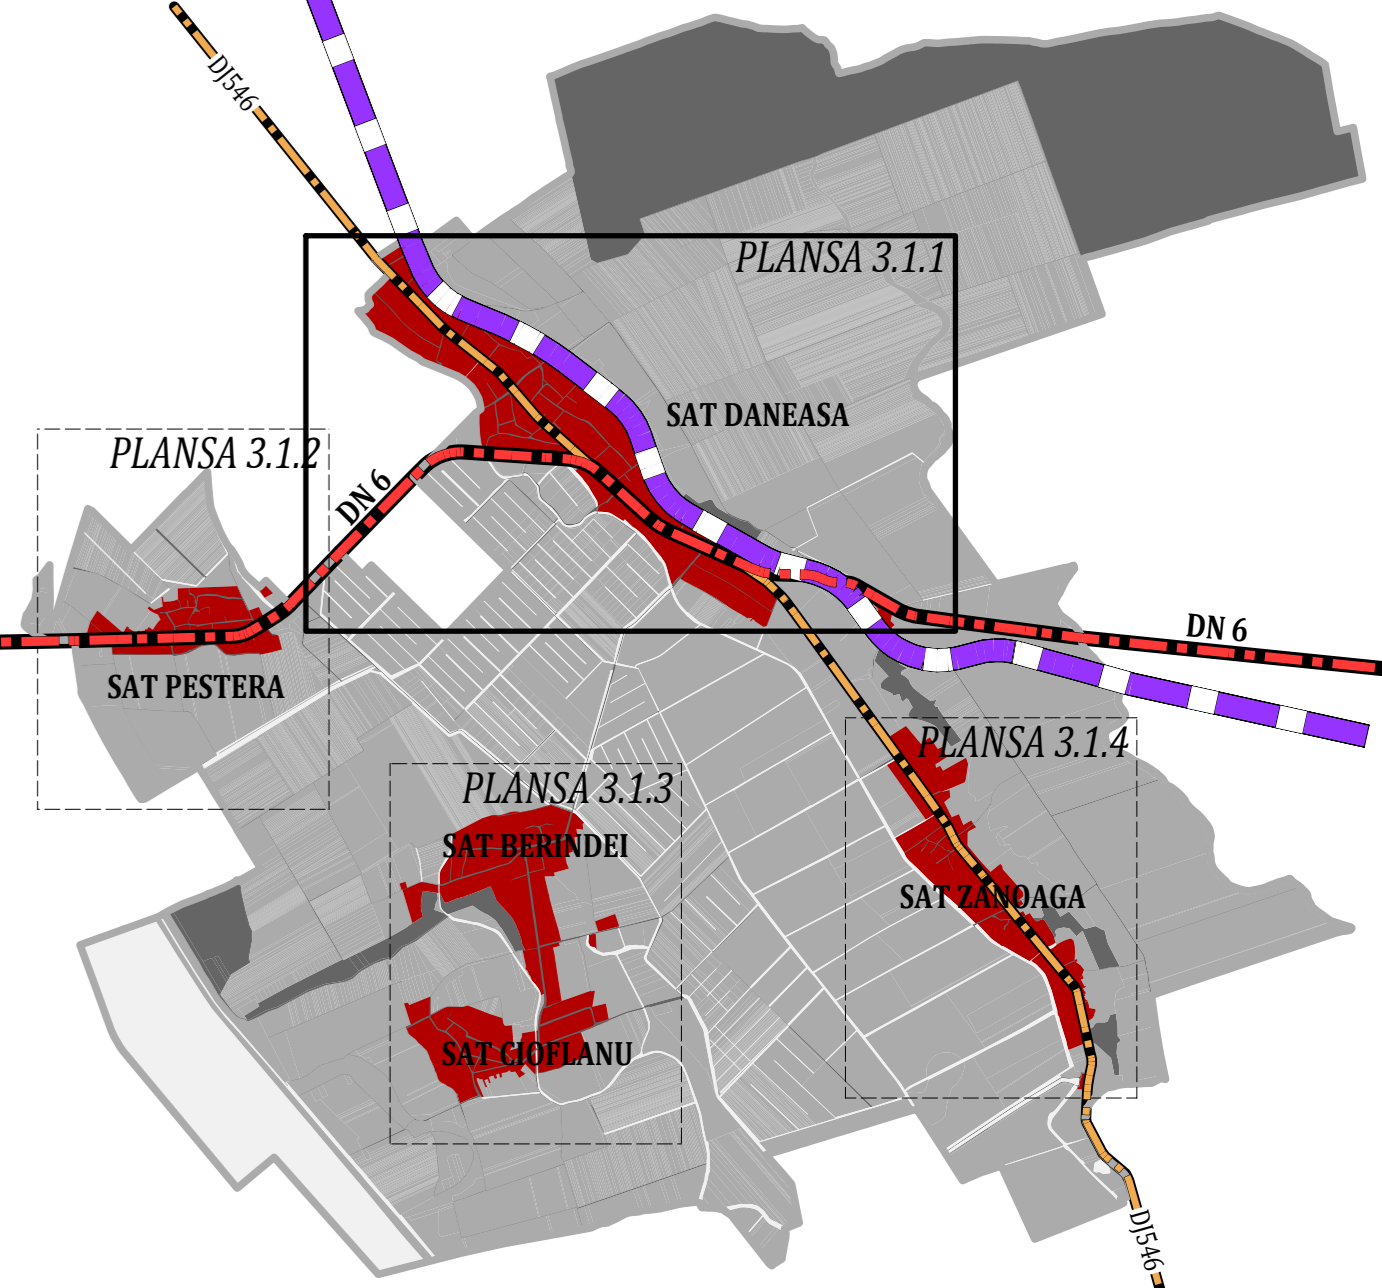 DJ546
PLANSA 3.1.1
SAT DANEASA
PLANSA 3.1.2
DN 6
DN 6
SAT PESTERA
PLANSA 3.1.4
PLANSA 3.1.3
SAT BERINDEI
SAT ZANOAGA
SAT CIOFLANU
DJ546